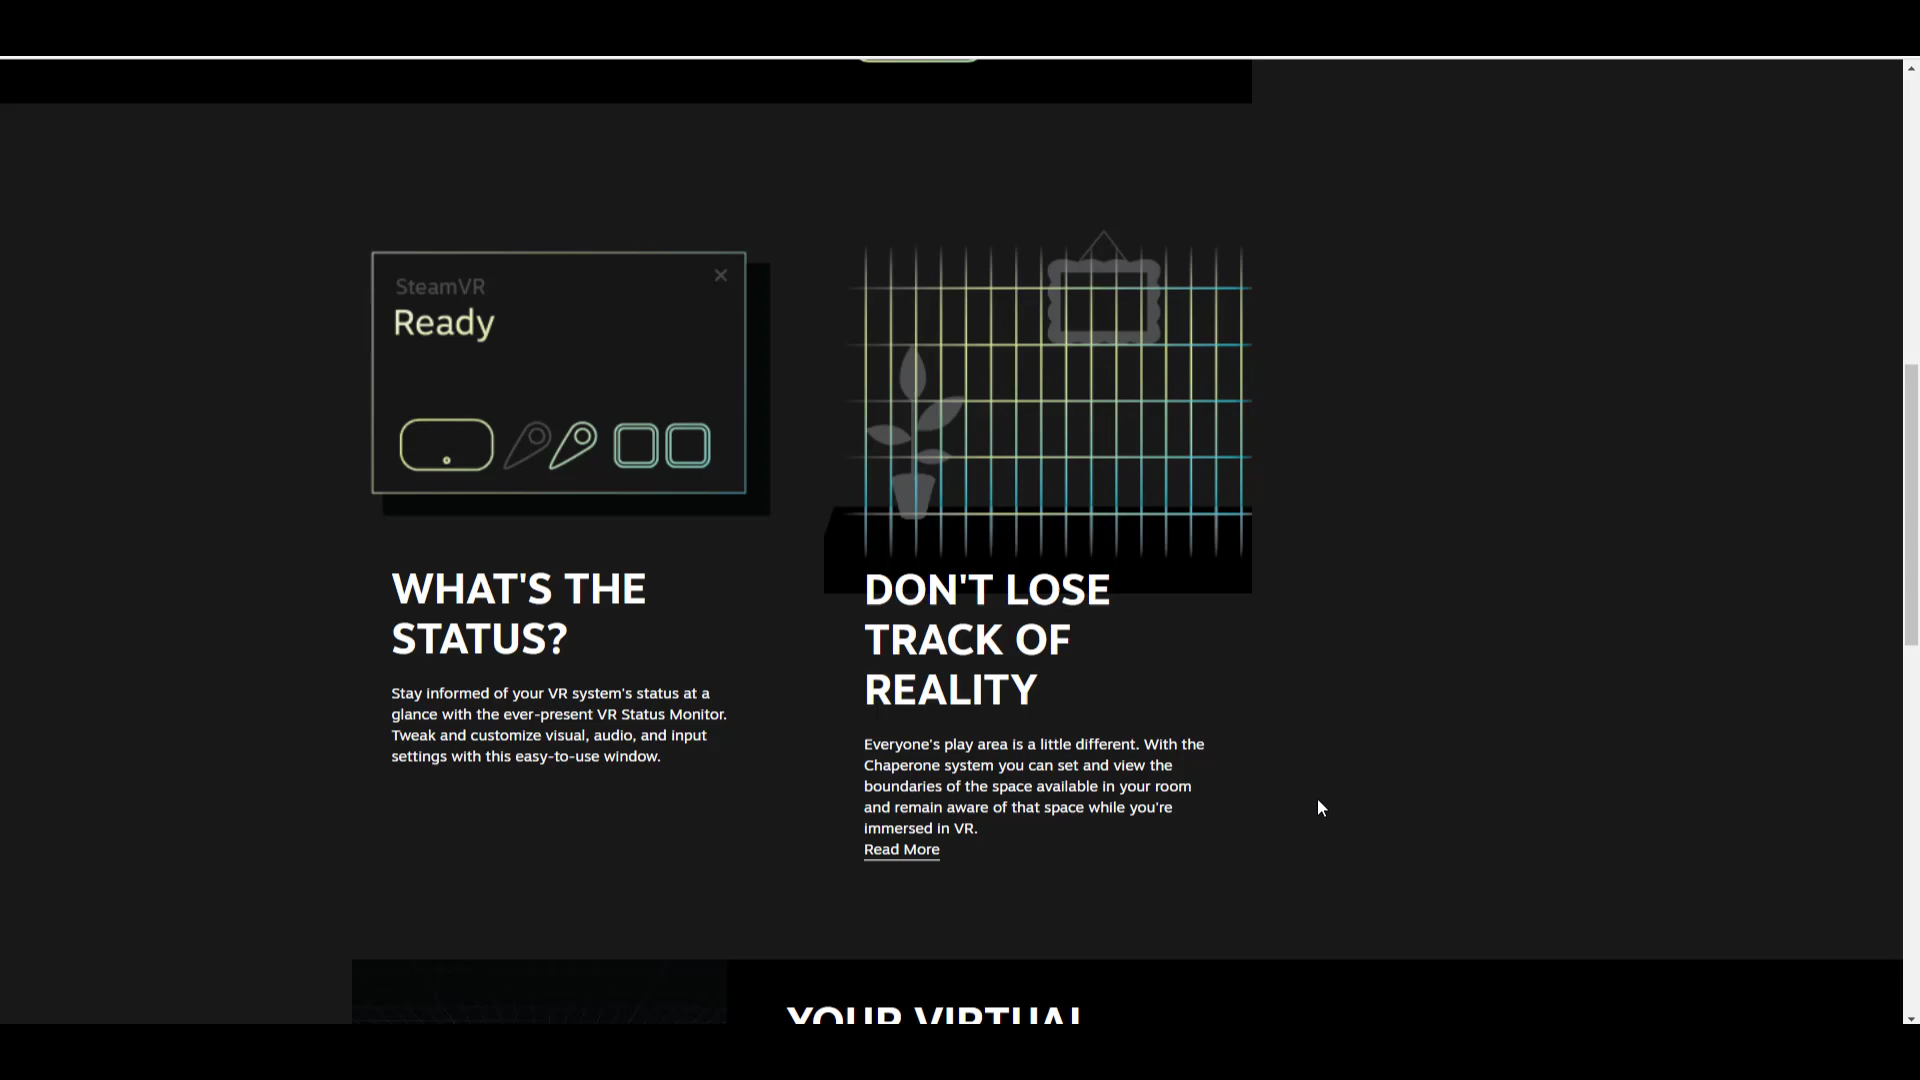 SteamVR
Ready
WHAT'S THE
STATUS?
Stay informed of your VR system's status at a
glance with the ever-present VR Status Monitor.
Tweak and customize visual, audio, and input
settings with this easy-to-use window.
DON'T LOSE
TRACK OF
REALITY
Everyone's play area is a little different. With the
Chaperone system you can set and view the
boundaries of the space available in your room
and remain aware of that space while you're
immersed in VR.
Read More
YOUR VIRTUAL